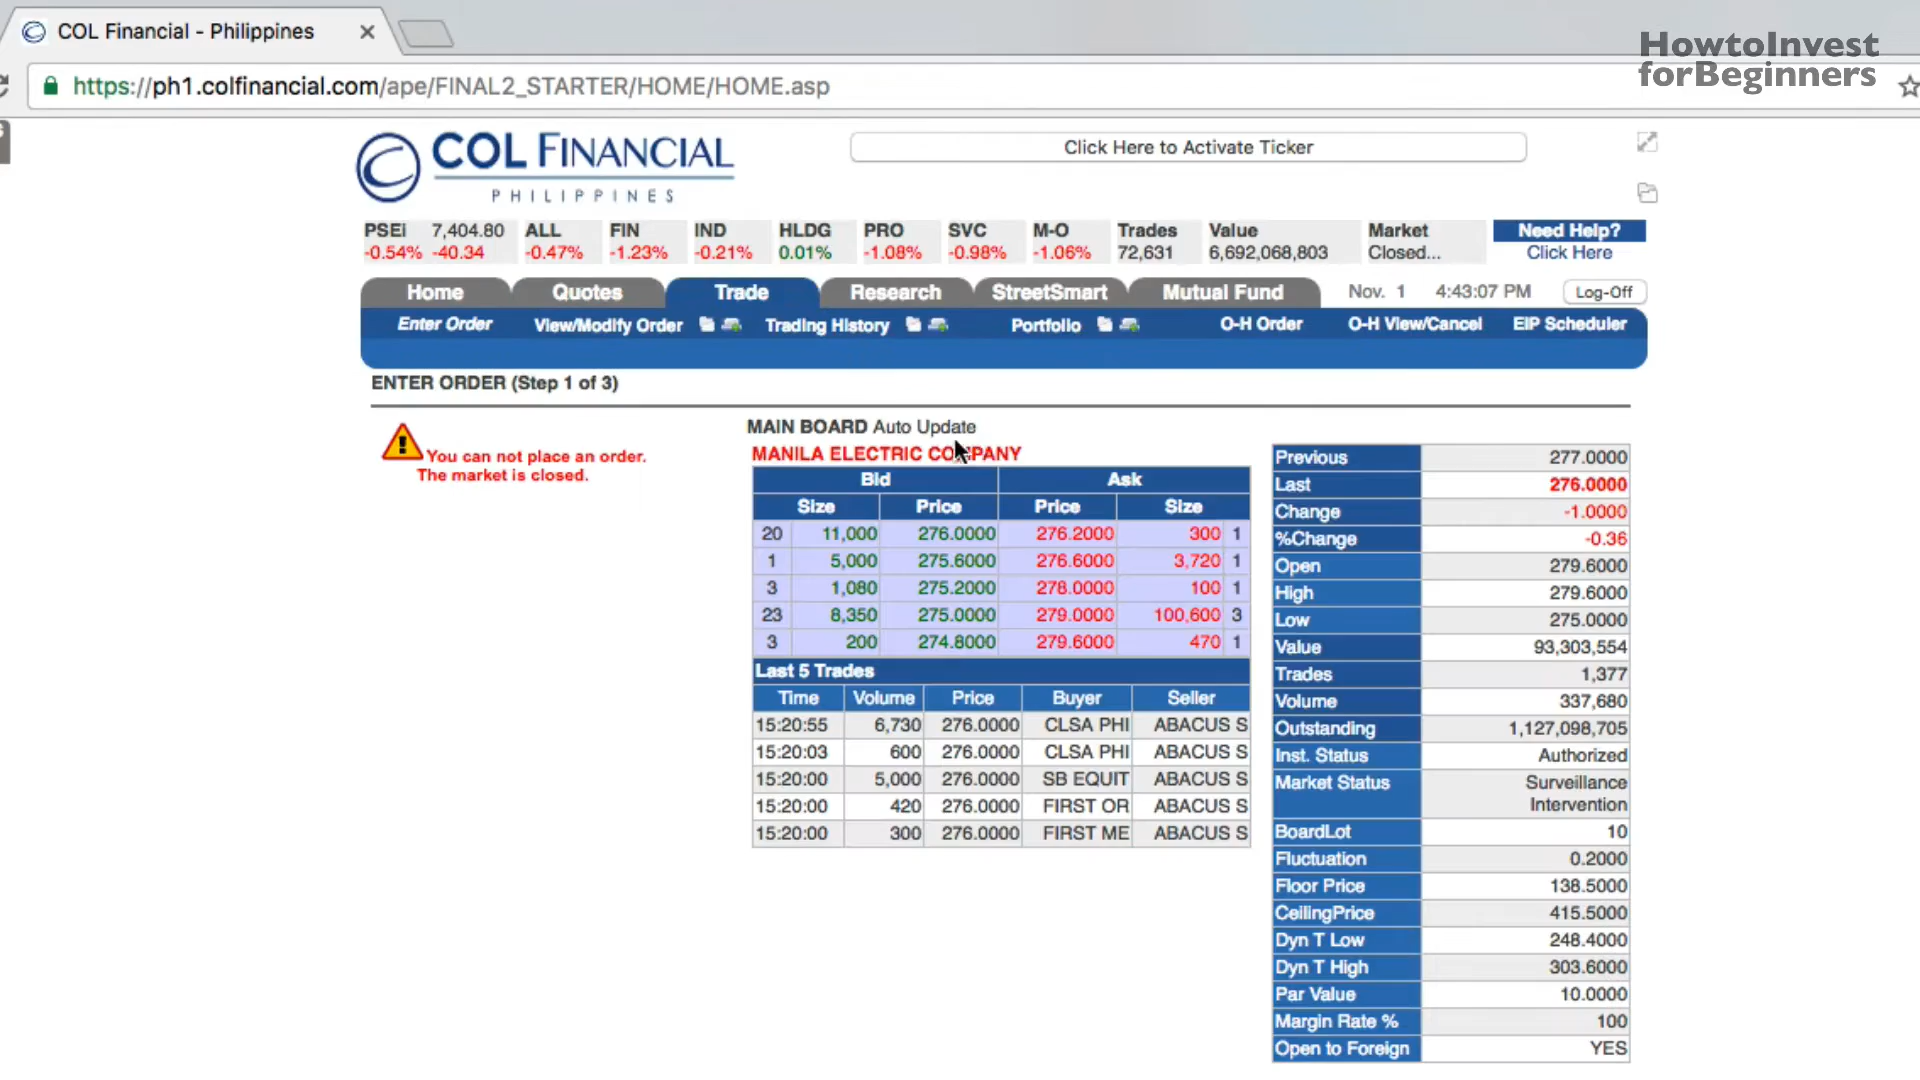 COL Financial - Philippines
HowtoInvest
forBeginners
https://ph1.colfinancial.com/ape/FINAL2_STARTER/HOME/HOME.asp
COL FINANCIAL
PHILIPPINES
Click Here to Activate Ticker
PSEi 7,404.80 ALL FIN IND HLDG PRO SVC M-O Trades Value Market Need Help?
-0.54% -40.34 -0.47% -1.23% -0.21% 0.01% -1.08% -0.98% -1.06% 72,631 6,692,068,803 Closed... Click Here
Home Quotes Trade Research StreetSmart Mutual Fund Nov. 1 4:43:07 PM Log-Off
Enter Order View/Modify Order Trading History Portfolio O-H Order O-H View/Cancel EIP Scheduler
ENTER ORDER (Step 1 of 3)
You can not place an order.
The market is closed.
MAIN BOARD Auto Update
MANILA ELECTRIC COMPANY
Bid Ask
Size Price Price Size
20 11,000 276.0000 276.2000 300 1
1 5,000 275.6000 276.6000 3,720 1
3 1,080 275.2000 278.0000 100 1
23 8,350 275.0000 279.0000 100,600 3
3 200 274.8000 279.6000 470 1
Last 5 Trades
Time Volume Price Buyer Seller
15:20:55 6,730 276.0000 CLSA PHI ABACUS S
15:20:03 600 276.0000 CLSA PHI ABACUS S
15:20:00 5,000 276.0000 SB EQUIT ABACUS S
15:20:00 420 276.0000 FIRST OR ABACUS S
15:20:00 300 276.0000 FIRST ME ABACUS S
Previous 277.0000
Last 276.0000
Change -1.0000
%Change -0.36
Open 279.6000
High 279.6000
Low 275.0000
Value 93,303,554
Trades 1,377
Volume 337,680
Outstanding 1,127,098,705
Inst. Status Authorized
Market Status Surveillance
Intervention
BoardLot 10
Fluctuation 0.2000
Floor Price 138.5000
CeilingPrice 415.5000
Dyn T Low 248.4000
Dyn T High 303.6000
Par Value 10.0000
Margin Rate % 100
Open to Foreign YES